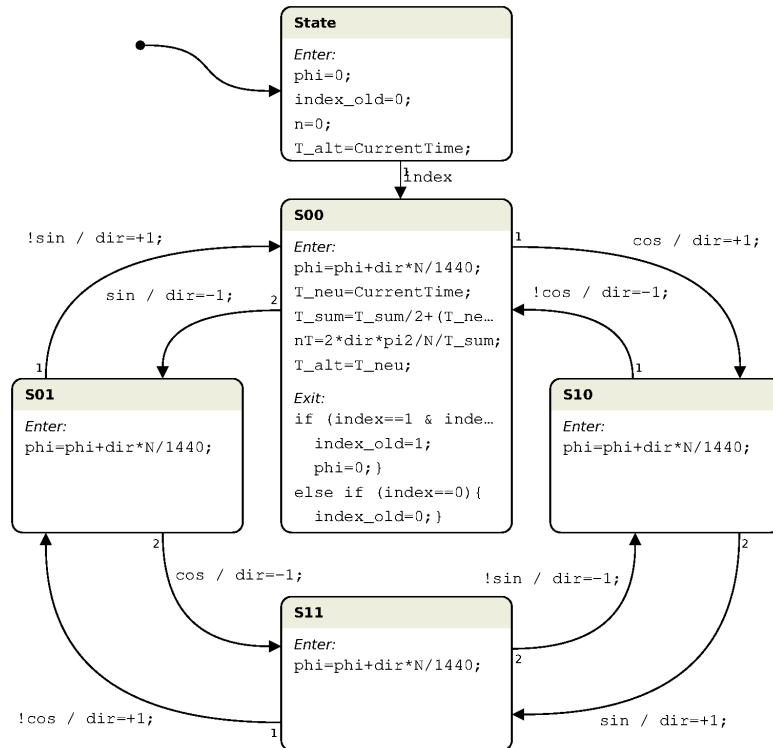 State
Enter:
phi=0;
index_old=0;
n=0;
T_alt=CurrentTime;
1
index
S00
Enter:
phi=phi+dir*N/1440;
T_neu=CurrentTime;
T_sum=T_sum/2+(T_ne…
nT=2*dir*pi2/N/T_sum;
T_alt=T_neu;
Exit:
if (index==1 & inde…
index_old=1;
phi=0;}
else if (index==0){
index_old=0;}
!sin / dir=+1;
1
cos / dir=+1;
sin / dir=-1;
2
!cos / dir=-1;
1
1
S01
Enter:
phi=phi+dir*N/1440;
S10
Enter:
phi=phi+dir*N/1440;
2
cos / dir=-1;
2
!sin / dir=-1;
S11
Enter:
phi=phi+dir*N/1440;
2
!cos / dir=+1;
1
sin / dir=+1;